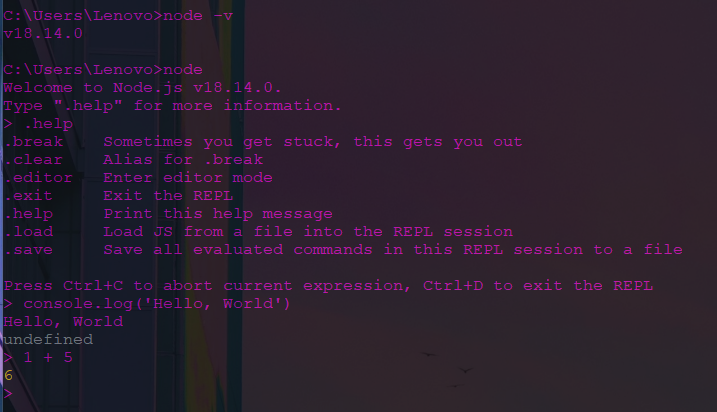 C:\Users\Lenovo>node -v
v18.14.0
C:\Users\Lenovo>node
Welcome to Node.js v18.14.0.
Type ".help" for more information.
> .help
.break    Sometimes you get stuck, this gets you out
.clear    Alias for .break
.editor   Enter editor mode
.exit     Exit the REPL
.help     Print this help message
.load     Load JS from a file into the REPL session
.save     Save all evaluated commands in this REPL session to a file
Press Ctrl+C to abort current expression, Ctrl+D to exit the REPL
> console.log('Hello, World')
Hello, World
undefined
> 1 + 5
6
>